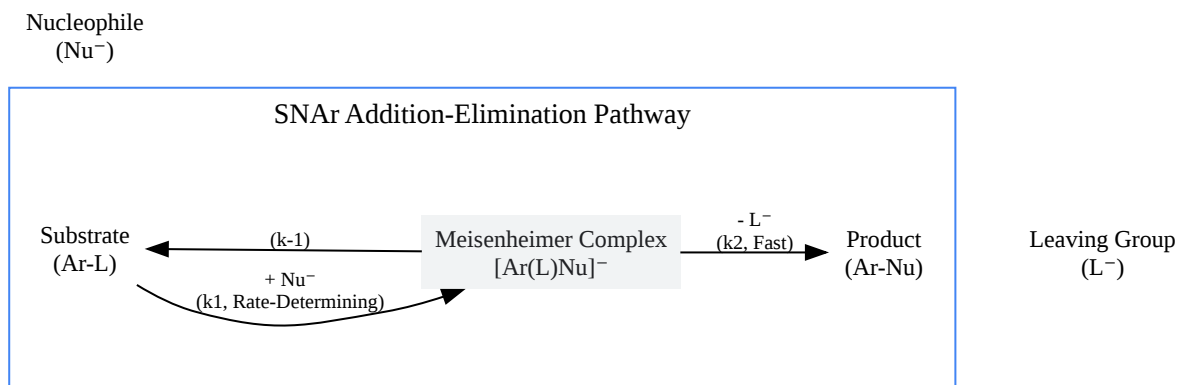 Nucleophile
(Nu⁻)
SNAr Addition-Elimination Pathway
Substrate
(Ar-L)
(k-1)
+ Nu⁻
(k1, Rate-Determining)
Meisenheimer Complex
[Ar(L)Nu]⁻
- L⁻
(k2, Fast)
Product
(Ar-Nu)
Leaving Group
(L⁻)